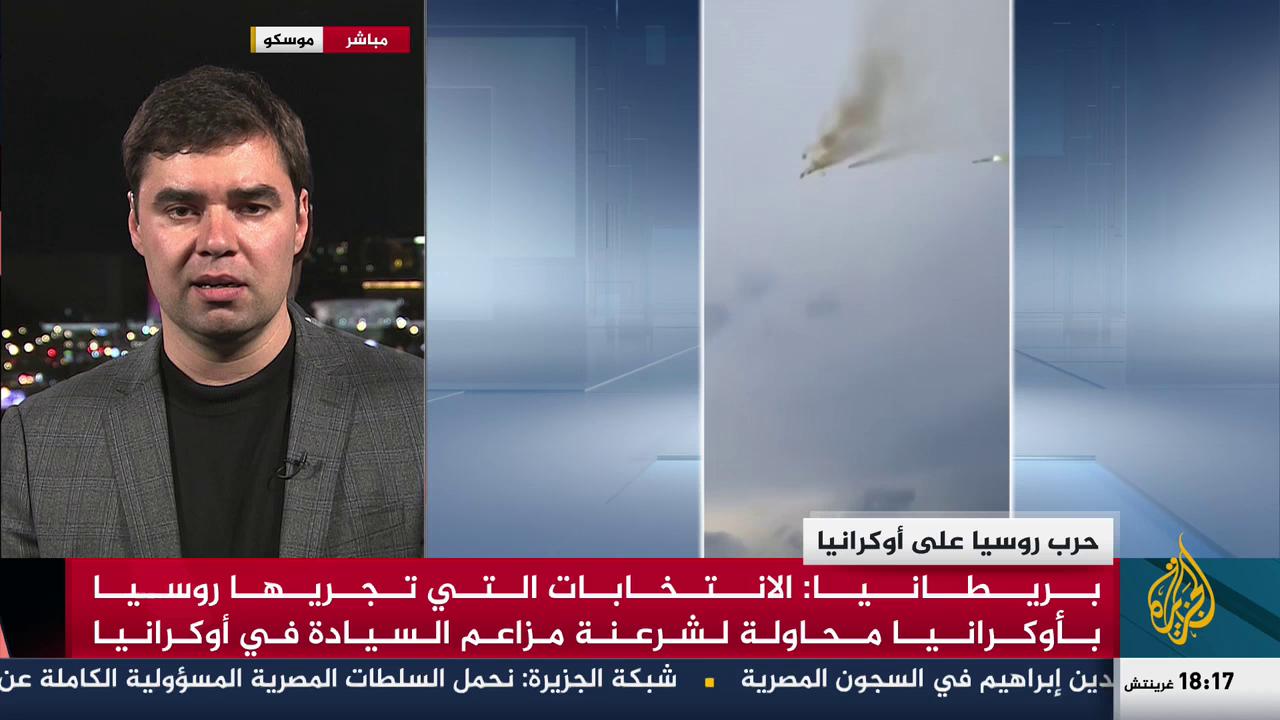 مباشر موسكو
حرب روسيا على أوكرانيا
بريطانيا: الانتخابات التي تجريها روسيا
بأوكرانيا محاولة لشرعنة مزاعم السيادة في أوكرانيا
الجزيرة
18:17 غرينتش
دين إبراهيم في السجون المصرية ■ شبكة الجزيرة: نحمل السلطات المصرية المسؤولية الكاملة عن